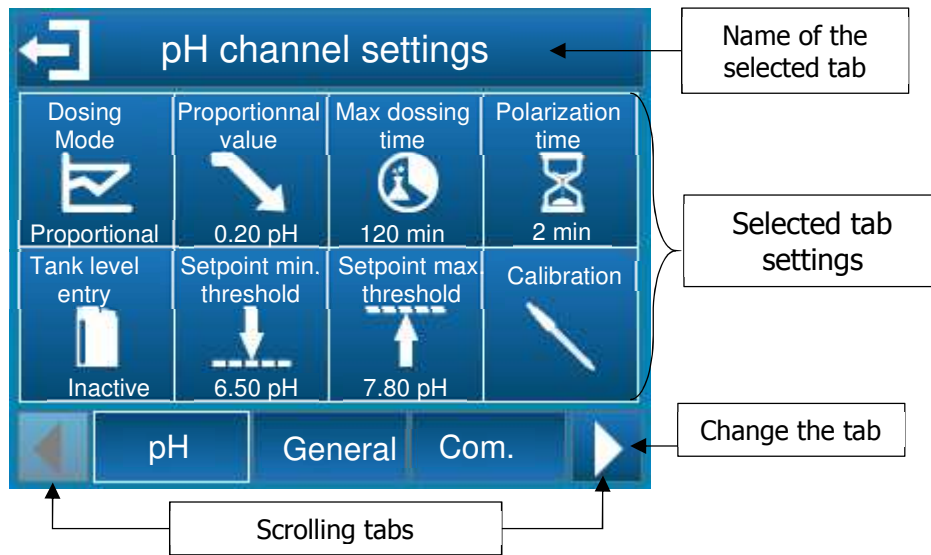 pH channel settings
Name of the
selected tab
Dosing
Mode
Proportional
Proportionnal
value
0.20 pH
Max dossing
time
120 min
Polarization
time
2 min
Selected tab
settings
Tank level
entry
Inactive
Setpoint min.
threshold
6.50 pH
Setpoint max.
threshold
7.80 pH
Calibration
pH
General
Com.
Change the tab
Scrolling tabs